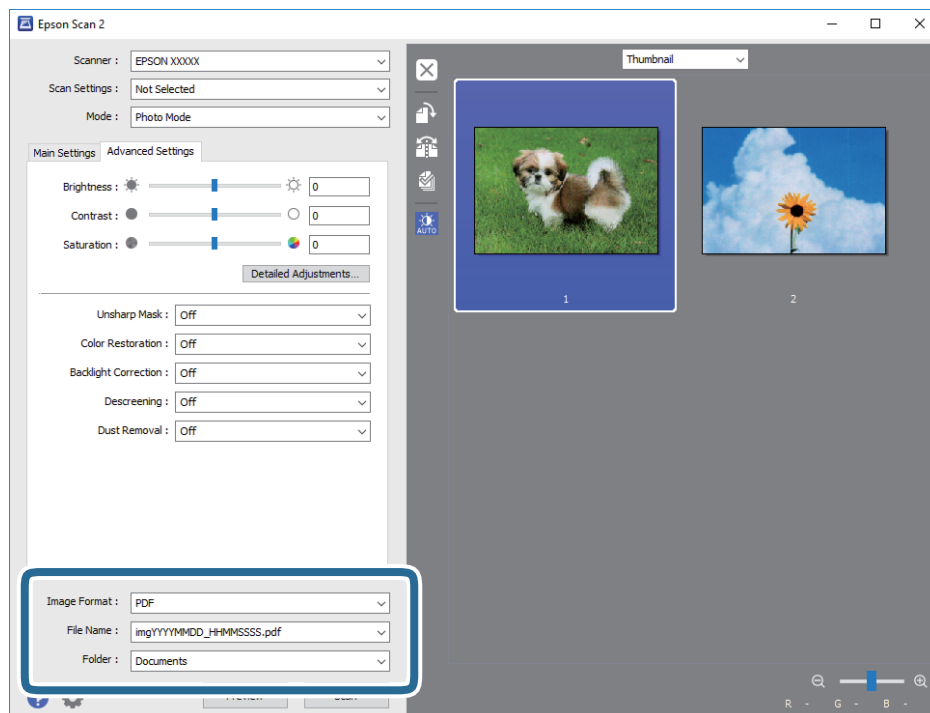 Epson Scan 2
Scanner :
EPSON XXXXX
Scan Settings :
Not Selected
Mode :
Photo Mode
Main Settings
Advanced Settings
Brightness :
0
Contrast :
0
Saturation :
0
Detailed Adjustments...
Unsharp Mask :
Off
Color Restoration :
Off
Backlight Correction :
Off
Descreening :
Off
Dust Removal :
Off
Image Format :
PDF
File Name :
imgYYYYMMDD_HHMMSSSS.pdf
Folder :
Documents
Preview
Scan
Thumbnail
AUTO
1
2
R - G - B -